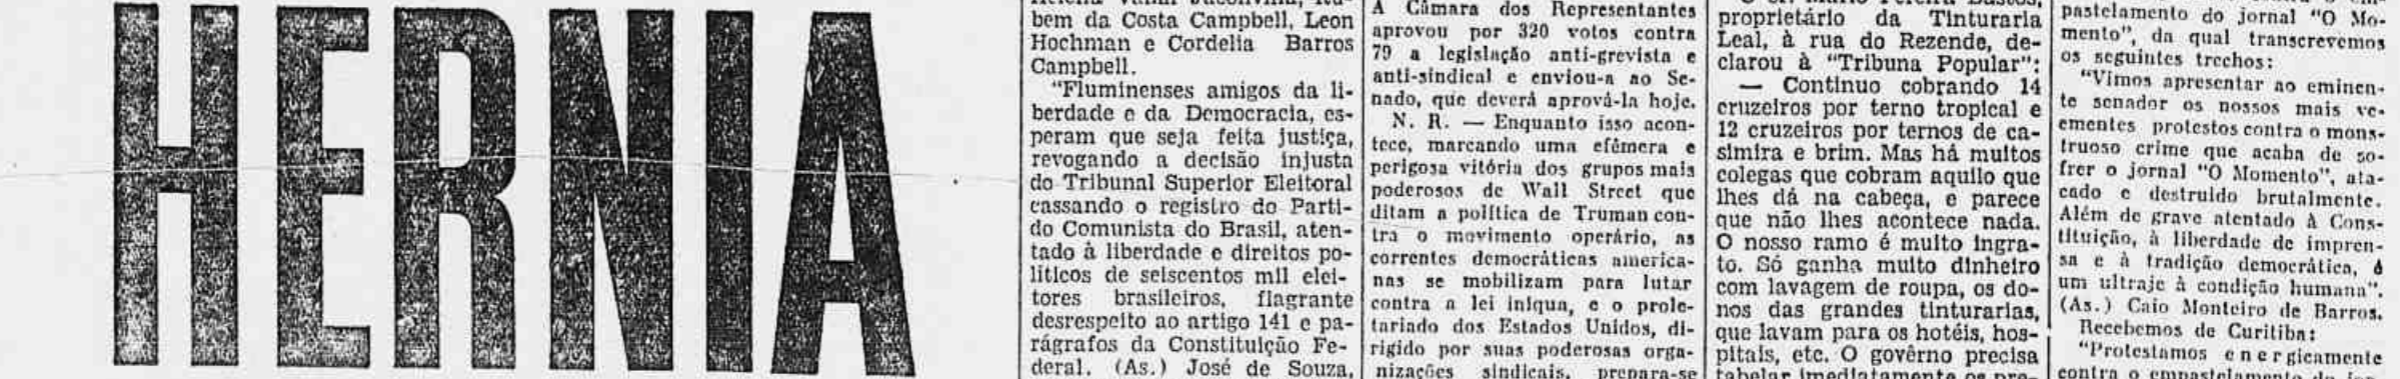 HERNIA
bem da Costa Campbell, Leon
Hochman e Cordelia Barros
Campbell.
"Fluminenses amigos da li-
berdade e da Democracia, es-
peram que seja feita justiça,
revogando a decisão injusta
do Tribunal Superior Eleitoral
cassando o registro do Parti-
do Comunista do Brasil, aten-
tado à liberdade e direitos po-
líticos de seiscentos mil elei-
tores brasileiros, flagrante
desrespeito ao artigo 141 e pa-
rágrafos da Constituição Fe-
deral. (As.) José de Souza,
A Câmara dos Representantes
aprovou por 320 votos contra
79 a legislação anti-grevista e
anti-sindical e enviou-a ao Se-
nado, que deverá aprová-la hoje.
N. R. — Enquanto isso acon-
tece, marcando uma efêmera e
perigosa vitória dos grupos mais
poderosos de Wall Street que
ditam a política de Truman con-
tra o movimento operário, as
correntes democráticas america-
nas se mobilizam para lutar
contra a lei iníqua, e o prole-
tariado dos Estados Unidos, di-
rigido por suas poderosas orga-
nizações sindicais, prepara-se
proprietário da Tinturaria
Leal, à rua do Rezende, de-
clarou à "Tribuna Popular":
— Continuo cobrando 14
cruzeiros por terno tropical e
12 cruzeiros por ternos de ca-
simira e brim. Mas há muitos
colegas que cobram aquilo que
lhes dá na cabeça, e parece
que não lhes acontece nada.
O nosso ramo é muito ingra-
to. Só ganha muito dinheiro
com lavagem de roupa, os do-
nos das grandes tinturarias,
que lavam para os hotéis, hos-
pitais, etc. O govêrno precisa
tabelar imediatamente os pre-
pastelamento do jornal "O Mo-
mento", da qual transcrevemos
os seguintes trechos:
"Vimos apresentar ao eminen-
te senador os nossos mais ve-
ementes protestos contra o mons-
truoso crime que acaba de so-
frer o jornal "O Momento", ata-
cado e destruído brutalmente.
Além de grave atentado à Cons-
tituição, à liberdade de impren-
sa e à tradição democrática, é
um ultraje à condição humana".
(As.) Caio Monteiro de Barros.
Recebemos de Curitiba:
"Protestamos energicamente
contra o empastelamento do jor-